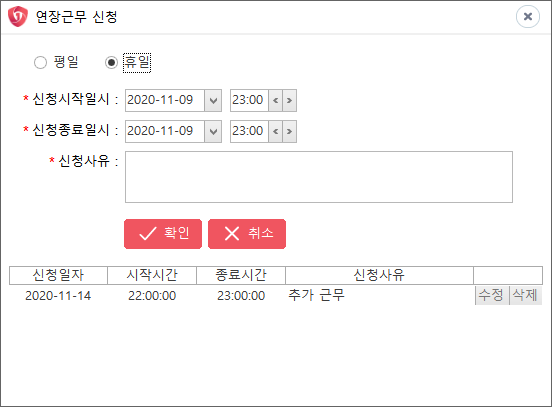 연장근무 신청
평일 휴일
* 신청시작일시 : 2020-11-09 23:00
* 신청종료일시 : 2020-11-09 23:00
* 신청사유 :
확인 취소
신청일자 시작시간 종료시간 신청사유
2020-11-14 22:00:00 23:00:00 추가 근무 수정 삭제